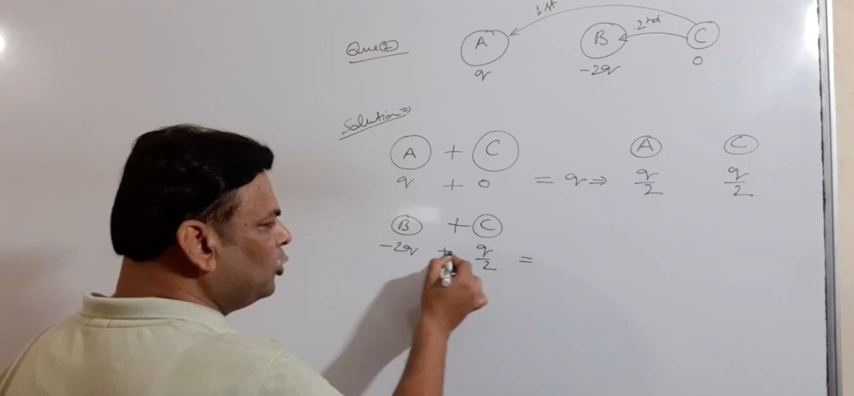 1st
Que② A B 2nd C
q -2q 0
Solution⇒
A + C A C
q + 0 = q ⇒ q/2 q/2
B + C
-2q + q/2 =